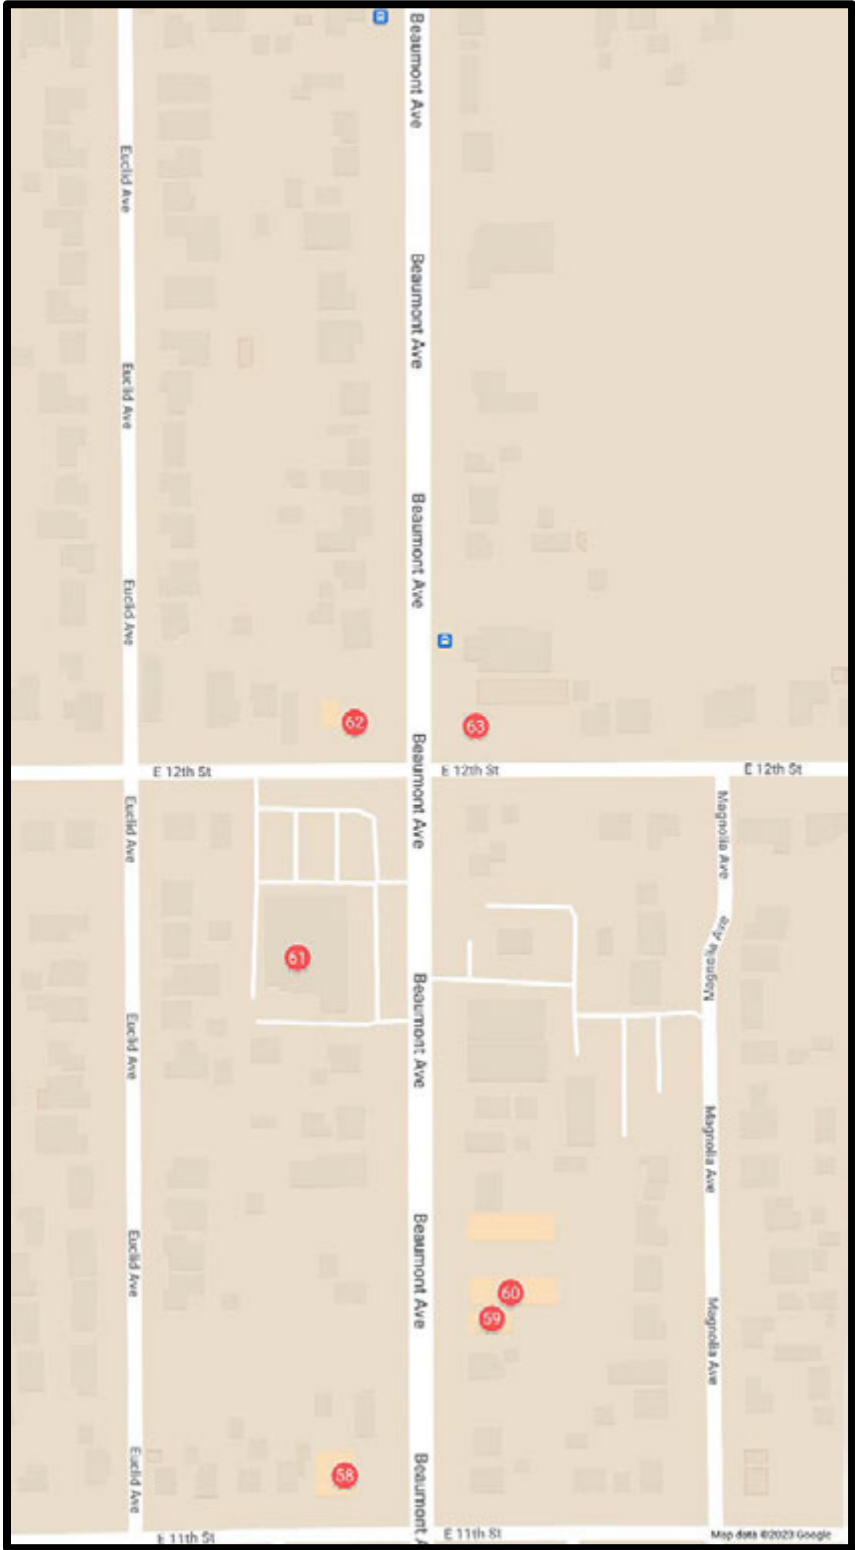 Beaumont Ave
Euclid Ave
Beaumont Ave
Euclid Ave
Beaumont Ave
Euclid Ave
62
63
Beaumont Ave
E 12th St
E 12th St
E 12th St
Euclid Ave
Magnolia Ave
Magnolia Ave
61
Beaumont Ave
Euclid Ave
Magnolia Ave
Beaumont Ave
Euclid Ave
60
59
Magnolia Ave
58
Euclid Ave
Beaumont A
E 11th St
E 11th St
Map data ©2023 Google